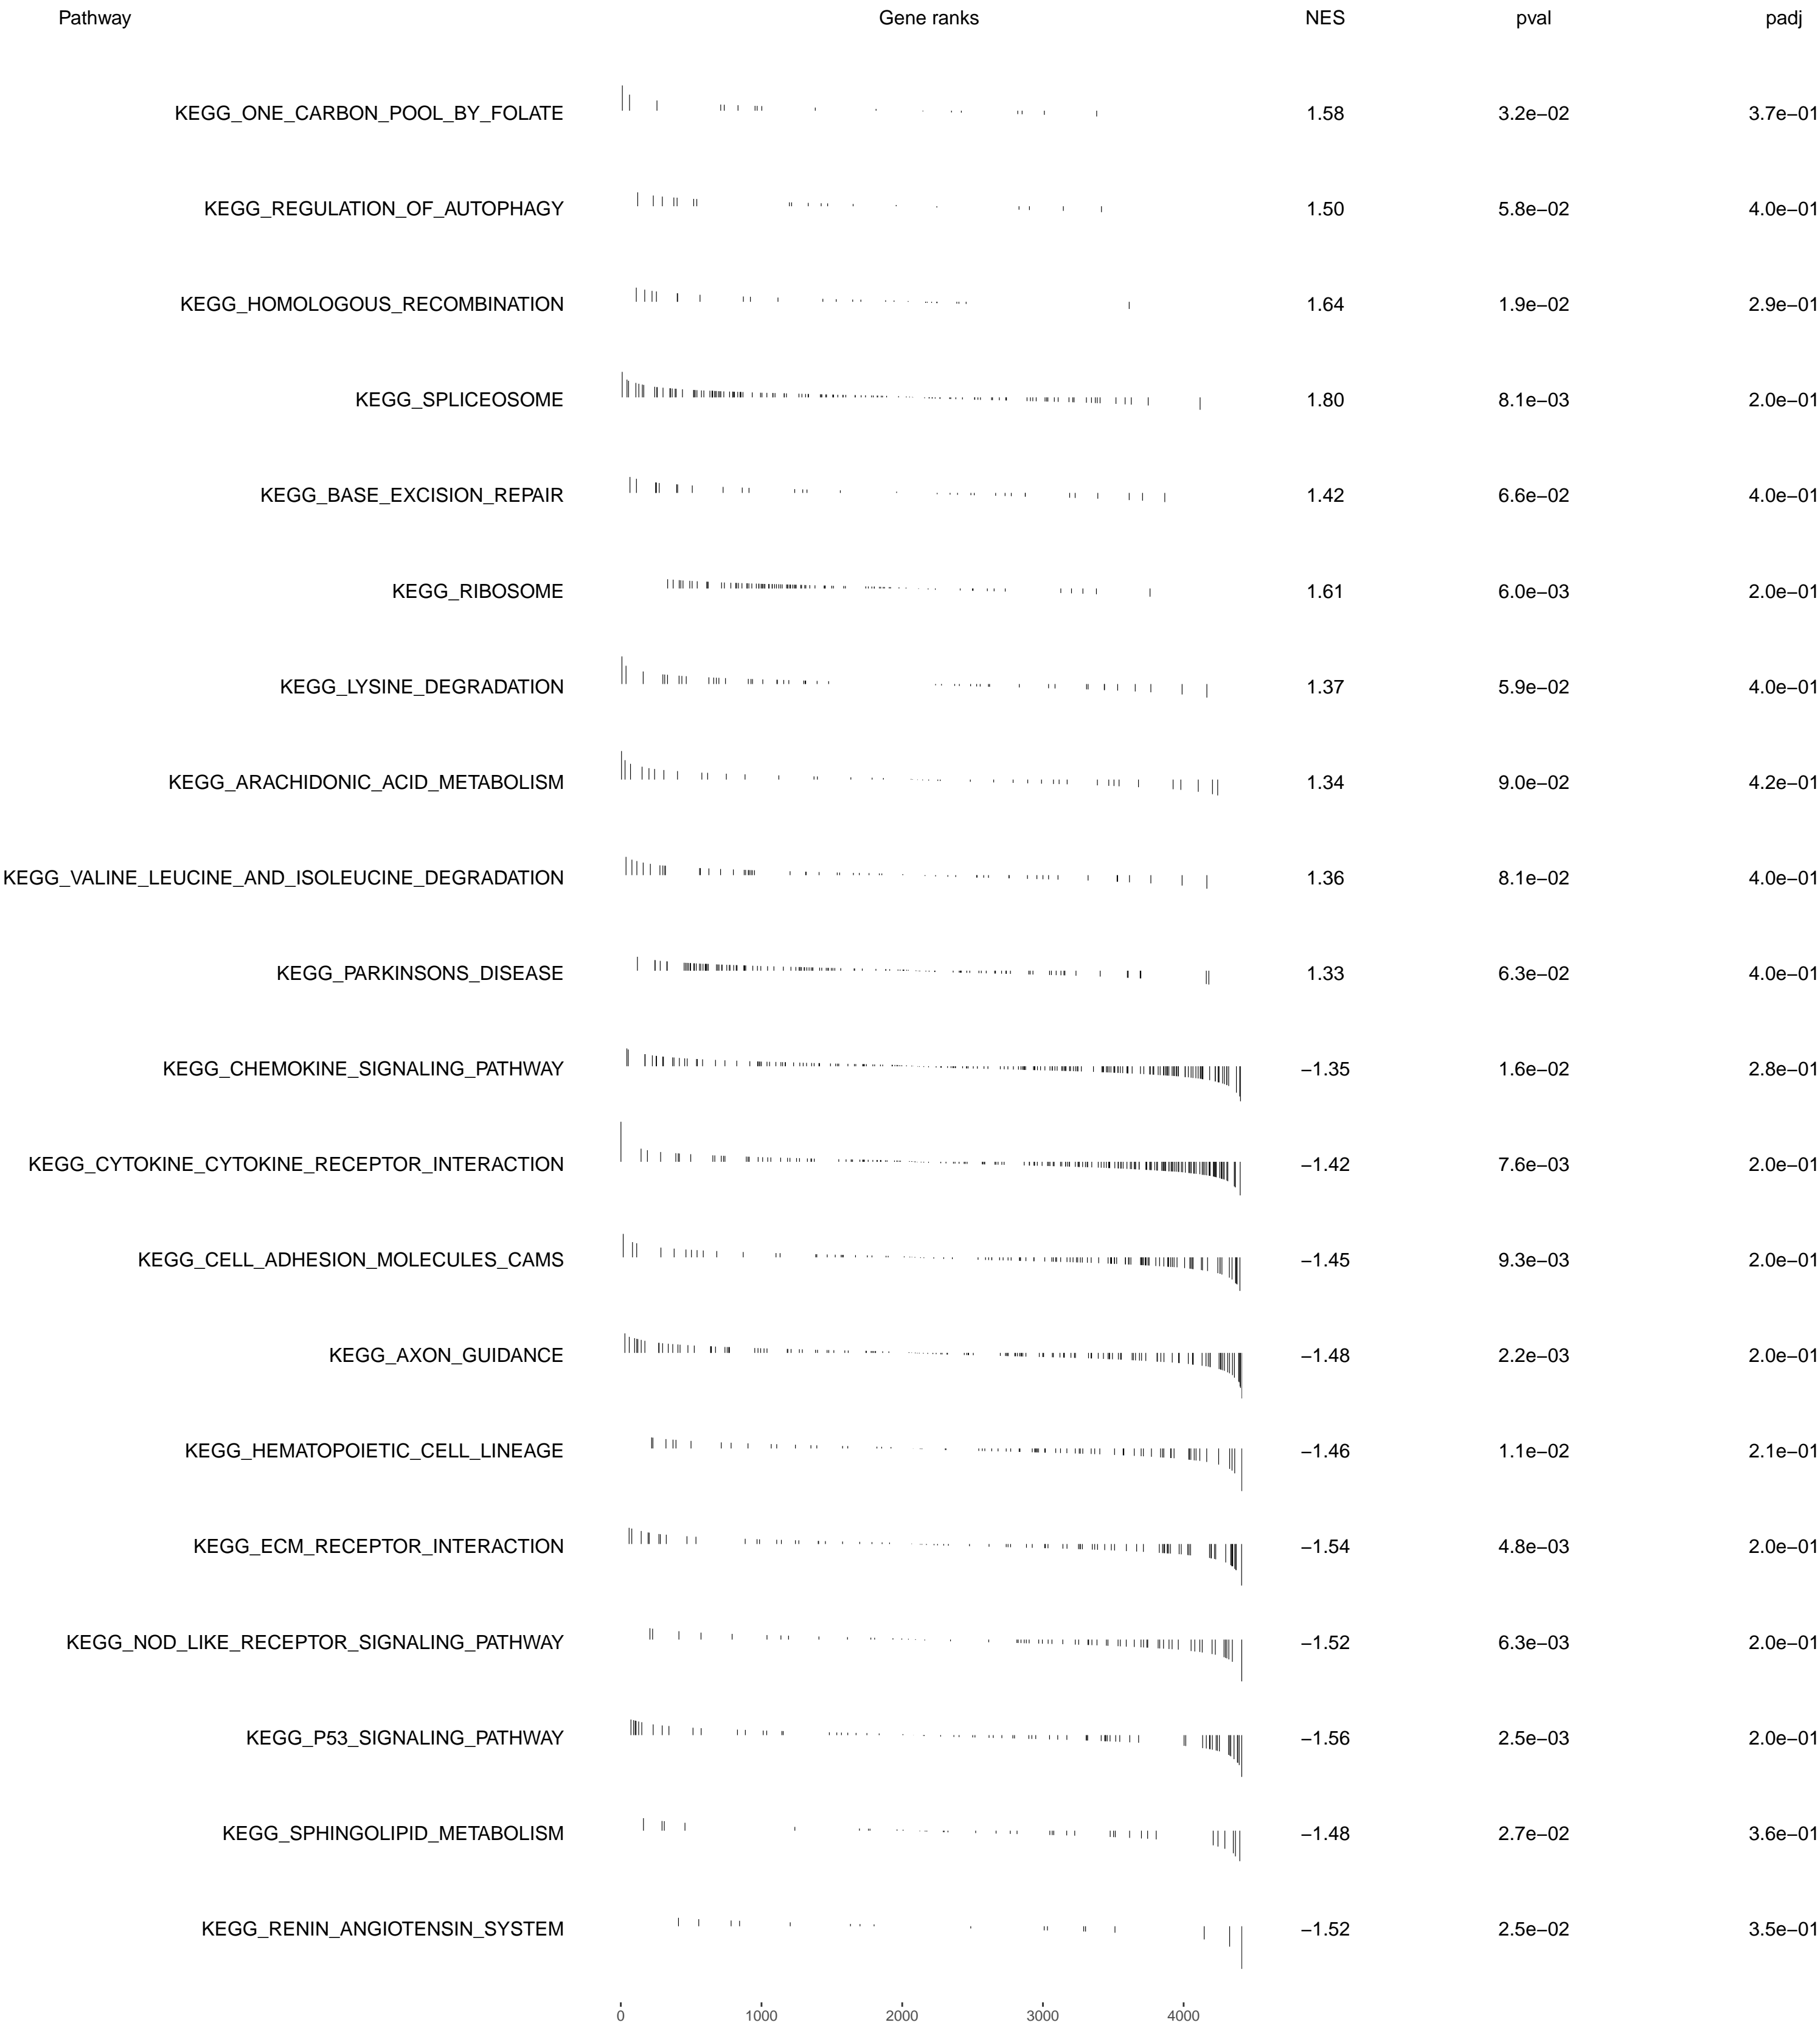 Pathway Gene ranks NES pval padj
KEGG_ONE_CARBON_POOL_BY_FOLATE 1.58 3.2e−02 3.7e−01
KEGG_REGULATION_OF_AUTOPHAGY 1.50 5.8e−02 4.0e−01
KEGG_HOMOLOGOUS_RECOMBINATION 1.64 1.9e−02 2.9e−01
KEGG_SPLICEOSOME 1.80 8.1e−03 2.0e−01
KEGG_BASE_EXCISION_REPAIR 1.42 6.6e−02 4.0e−01
KEGG_RIBOSOME 1.61 6.0e−03 2.0e−01
KEGG_LYSINE_DEGRADATION 1.37 5.9e−02 4.0e−01
KEGG_ARACHIDONIC_ACID_METABOLISM 1.34 9.0e−02 4.2e−01
KEGG_VALINE_LEUCINE_AND_ISOLEUCINE_DEGRADATION 1.36 8.1e−02 4.0e−01
KEGG_PARKINSONS_DISEASE 1.33 6.3e−02 4.0e−01
KEGG_CHEMOKINE_SIGNALING_PATHWAY −1.35 1.6e−02 2.8e−01
KEGG_CYTOKINE_CYTOKINE_RECEPTOR_INTERACTION −1.42 7.6e−03 2.0e−01
KEGG_CELL_ADHESION_MOLECULES_CAMS −1.45 9.3e−03 2.0e−01
KEGG_AXON_GUIDANCE −1.48 2.2e−03 2.0e−01
KEGG_HEMATOPOIETIC_CELL_LINEAGE −1.46 1.1e−02 2.1e−01
KEGG_ECM_RECEPTOR_INTERACTION −1.54 4.8e−03 2.0e−01
KEGG_NOD_LIKE_RECEPTOR_SIGNALING_PATHWAY −1.52 6.3e−03 2.0e−01
KEGG_P53_SIGNALING_PATHWAY −1.56 2.5e−03 2.0e−01
KEGG_SPHINGOLIPID_METABOLISM −1.48 2.7e−02 3.6e−01
KEGG_RENIN_ANGIOTENSIN_SYSTEM −1.52 2.5e−02 3.5e−01
0 1000 2000 3000 4000